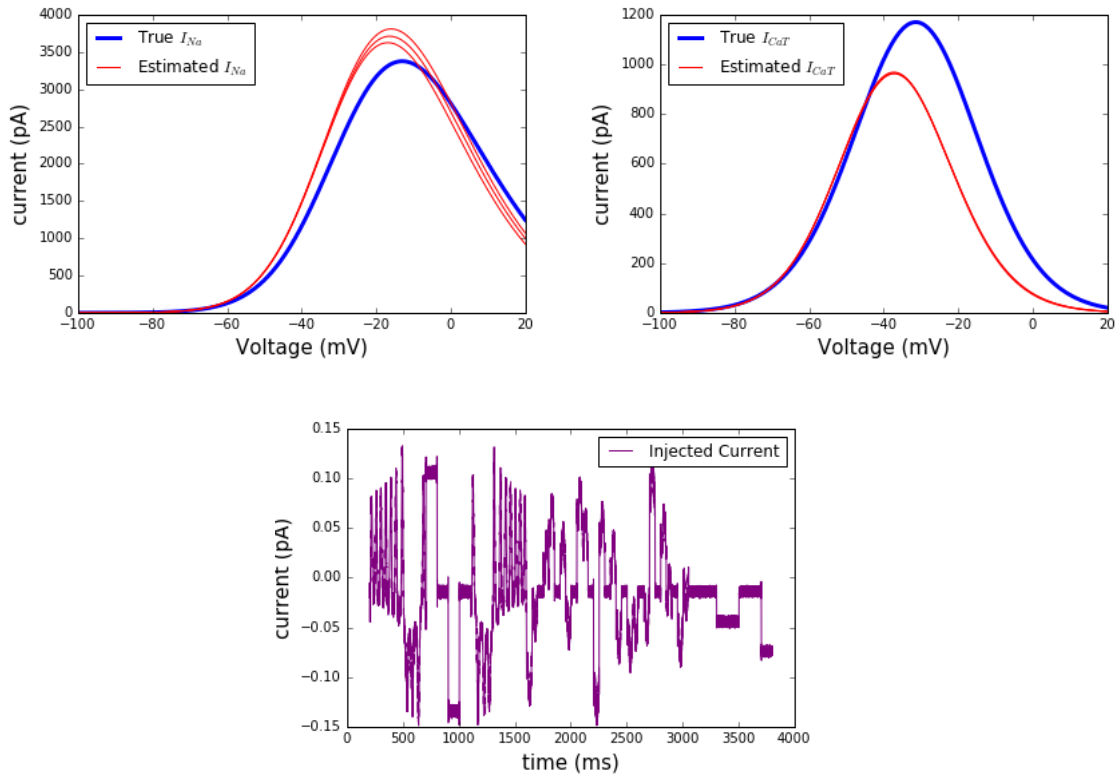 4000
3500
3000
2500
2000
1500
1000
500
0
current (pA)
True I_Na
Estimated I_Na
−100 −80 −60 −40 −20 0 20
Voltage (mV)
1200
1000
800
600
400
200
0
current (pA)
True I_CaT
Estimated I_CaT
−100 −80 −60 −40 −20 0 20
Voltage (mV)
0.15
0.10
0.05
0.00
−0.05
−0.10
−0.15
current (pA)
Injected Current
0 500 1000 1500 2000 2500 3000 3500 4000
time (ms)